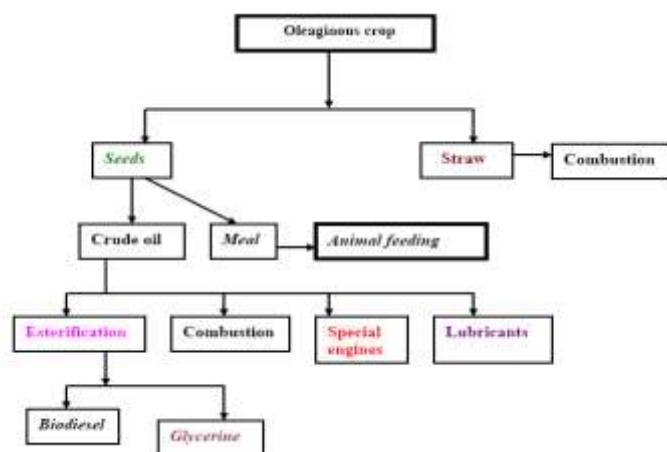 Oleaginous crop
Seeds
Straw
Combustion
Crude oil
Meal
Animal feeding
Esterification
Combustion
Special
engines
Lubricants
Biodiesel
Glycerine